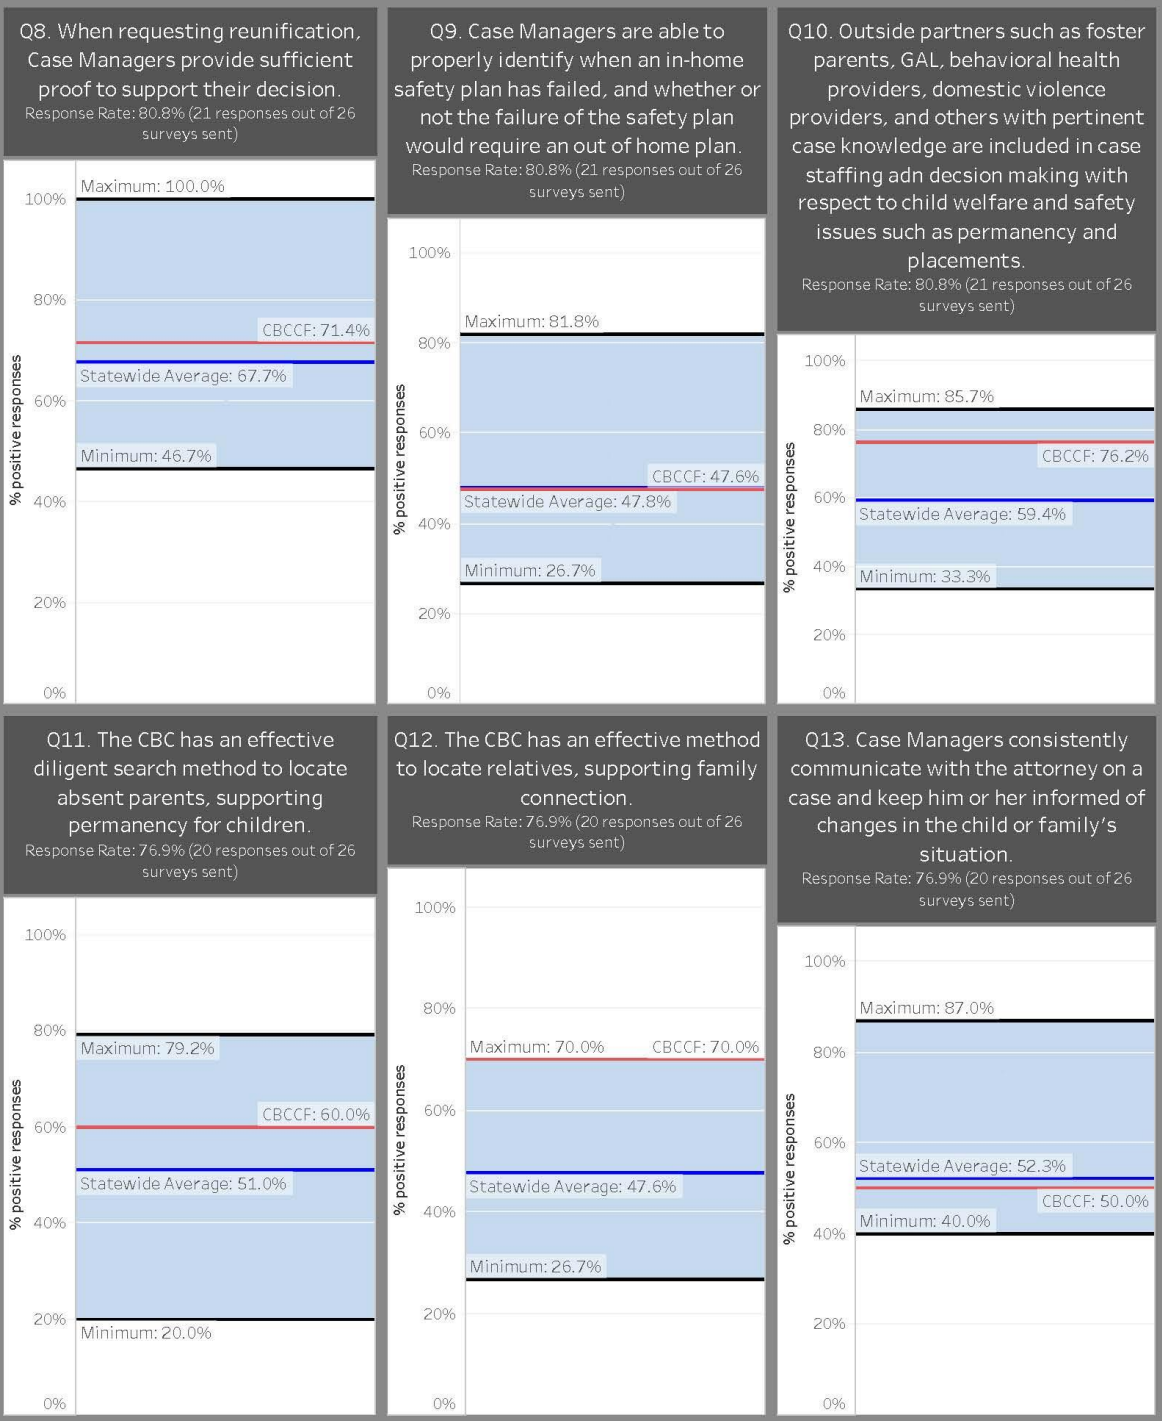 Q8. When requesting reunification,
Case Managers provide sufficient
proof to support their decision.
Response Rate: 80.8% (21 responses out of 26
surveys sent)
% positive responses
100%
80%
60%
40%
20%
0%
Maximum: 100.0%
CBCCF: 71.4%
Statewide Average: 67.7%
Minimum: 46.7%
Q9. Case Managers are able to
properly identify when an in-home
safety plan has failed, and whether or
not the failure of the safety plan
would require an out of home plan.
Response Rate: 80.8% (21 responses out of 26
surveys sent)
% positive responses
100%
80%
60%
40%
20%
0%
Maximum: 81.8%
CBCCF: 47.6%
Statewide Average: 47.8%
Minimum: 26.7%
Q10. Outside partners such as foster
parents, GAL, behavioral health
providers, domestic violence
providers, and others with pertinent
case knowledge are included in case
staffing adn decsion making with
respect to child welfare and safety
issues such as permanency and
placements.
Response Rate: 80.8% (21 responses out of 26
surveys sent)
% positive responses
100%
80%
60%
40%
20%
0%
Maximum: 85.7%
CBCCF: 76.2%
Statewide Average: 59.4%
Minimum: 33.3%
Q11. The CBC has an effective
diligent search method to locate
absent parents, supporting
permanency for children.
Response Rate: 76.9% (20 responses out of 26
surveys sent)
% positive responses
100%
80%
60%
40%
20%
0%
Maximum: 79.2%
CBCCF: 60.0%
Statewide Average: 51.0%
Minimum: 20.0%
Q12. The CBC has an effective method
to locate relatives, supporting family
connection.
Response Rate: 76.9% (20 responses out of 26
surveys sent)
% positive responses
100%
80%
60%
40%
20%
0%
Maximum: 70.0%
CBCCF: 70.0%
Statewide Average: 47.6%
Minimum: 26.7%
Q13. Case Managers consistently
communicate with the attorney on a
case and keep him or her informed of
changes in the child or family’s
situation.
Response Rate: 76.9% (20 responses out of 26
surveys sent)
% positive responses
100%
80%
60%
40%
20%
0%
Maximum: 87.0%
Statewide Average: 52.3%
CBCCF: 50.0%
Minimum: 40.0%